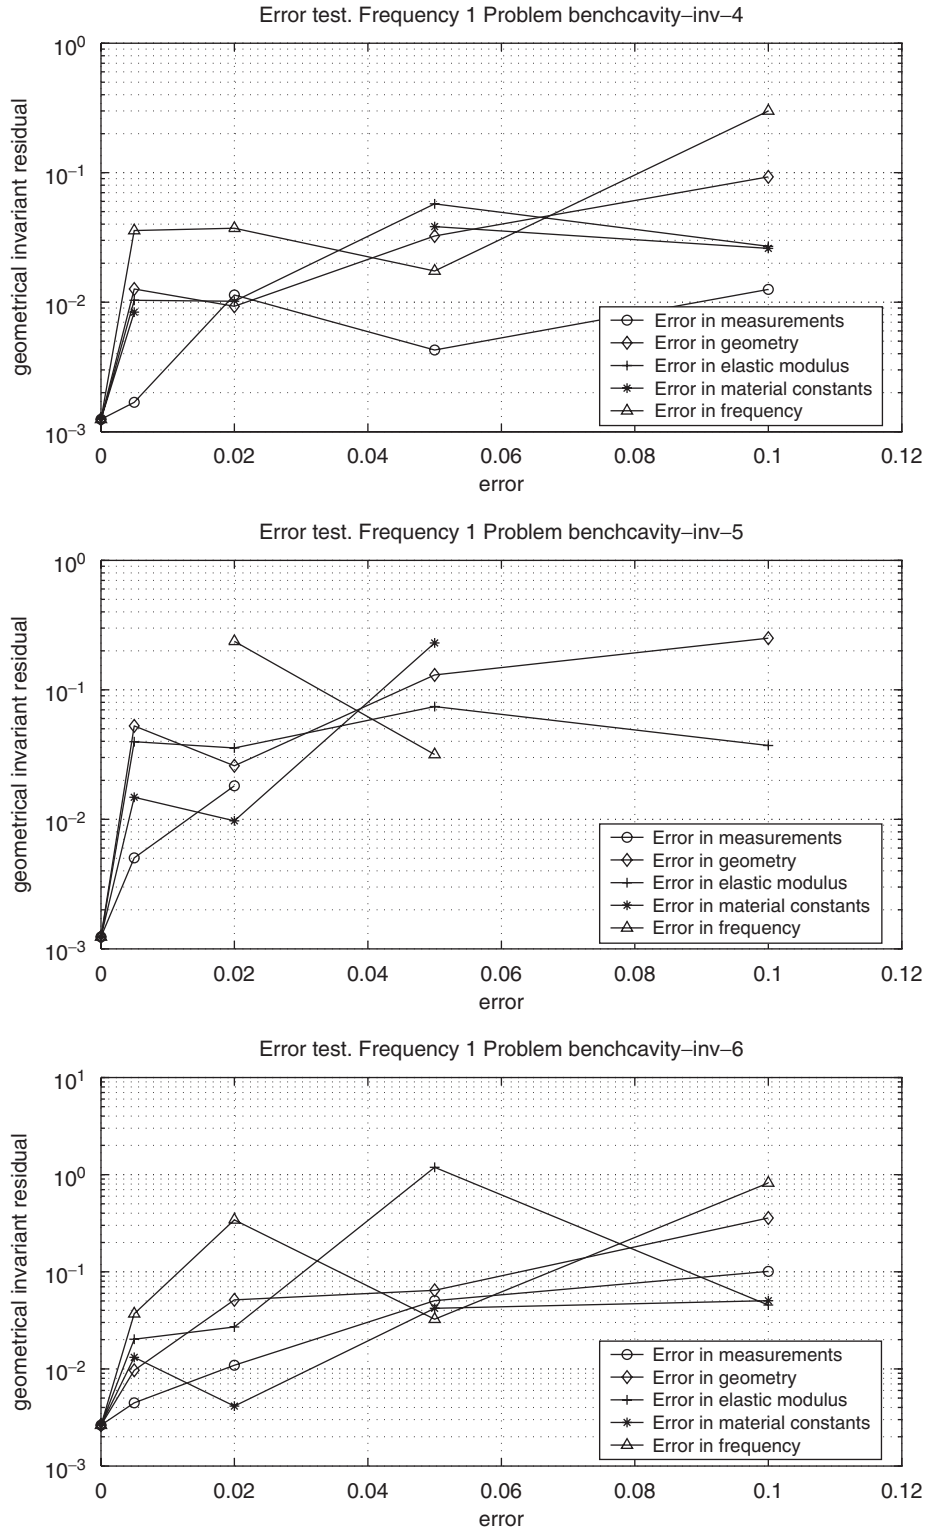 Error test. Frequency 1 Problem benchcavity–inv–4
10^0
10^−1
10^−2
10^−3
geometrical invariant residual
Error in measurements
Error in geometry
Error in elastic modulus
Error in material constants
Error in frequency
0 0.02 0.04 0.06 0.08 0.1 0.12
error
Error test. Frequency 1 Problem benchcavity–inv–5
10^0
10^−1
10^−2
10^−3
geometrical invariant residual
Error in measurements
Error in geometry
Error in elastic modulus
Error in material constants
Error in frequency
0 0.02 0.04 0.06 0.08 0.1 0.12
error
Error test. Frequency 1 Problem benchcavity–inv–6
10^1
10^0
10^−1
10^−2
10^−3
geometrical invariant residual
Error in measurements
Error in geometry
Error in elastic modulus
Error in material constants
Error in frequency
0 0.02 0.04 0.06 0.08 0.1 0.12
error